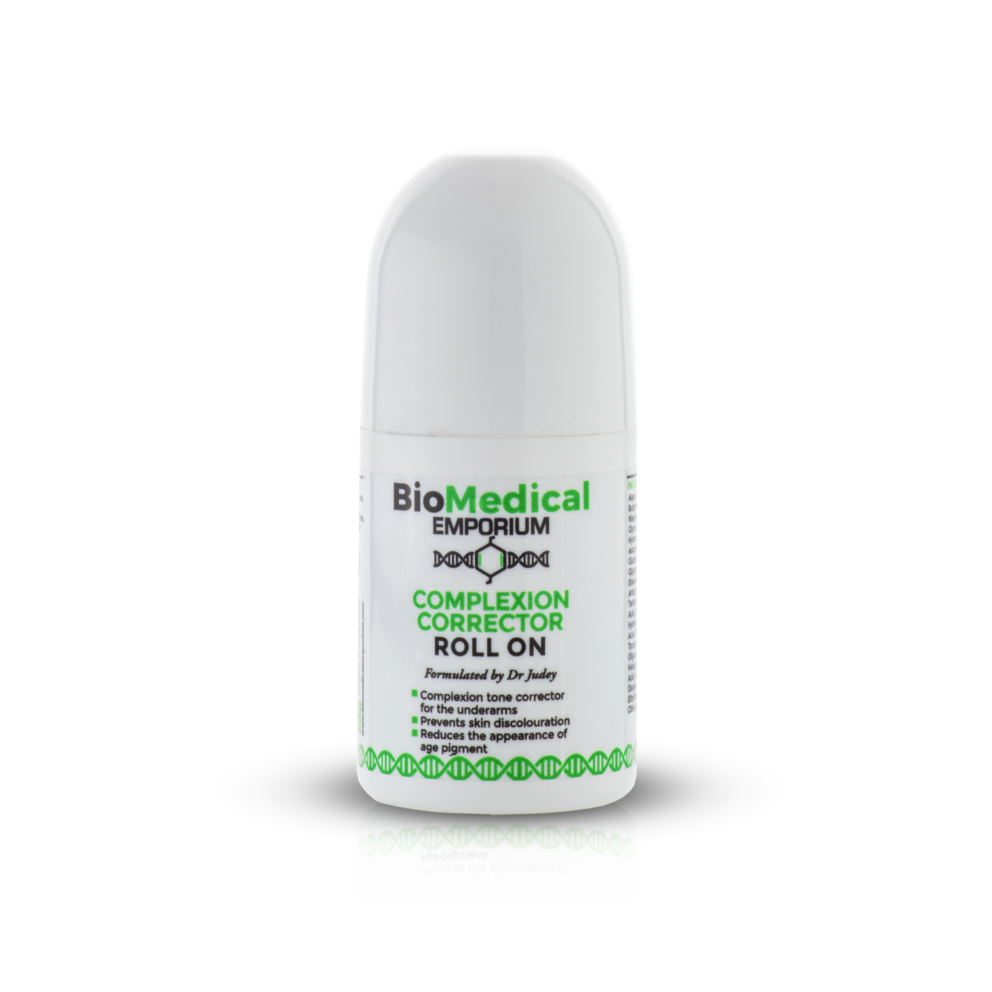 BioMedical
EMPORIUM
COMPLEXION
CORRECTOR
ROLL ON
Formulated by Dr Judey
Complexion tone corrector
for the underarms
Prevents skin discolouration
Reduces the appearance of
age pigment